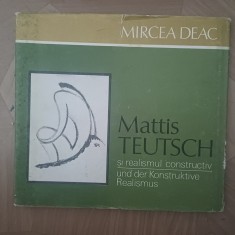 MIRCEA DEAC
Mattis
TEUTSCH
și realismul constructiv
und der Konstruktive
Realismus